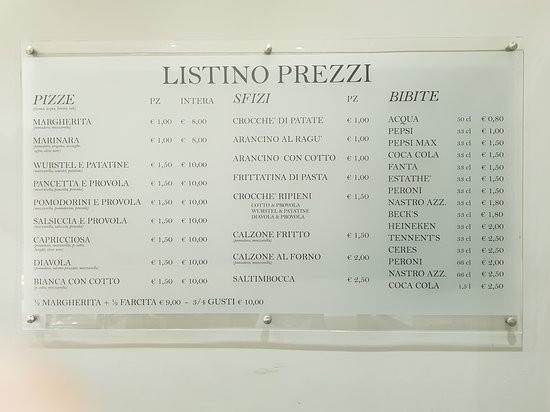 LISTINO PREZZI
PIZZE PZ INTERA
MARGHERITA € 1,00 € 8,00
(pomodoro, mozzarella)
MARINARA € 1,00 € 8,00
WURSTEL E PATATINE € 1,50 € 10,00
PANCETTA E PROVOLA € 1,50 € 10,00
POMODORINI E PROVOLA € 1,50 € 10,00
SALSICCIA E PROVOLA € 1,50 € 10,00
CAPRICCIOSA € 1,50 € 10,00
DIAVOLA € 1,50 € 10,00
BIANCA CON COTTO € 1,50 € 10,00
½ MARGHERITA + ½ FARCITA € 9,00 - 3/4 GUSTI € 10,00
SFIZI PZ
CROCCHE' DI PATATE € 1,00
ARANCINO AL RAGU' € 1,00
ARANCINO CON COTTO € 1,00
FRITTATINA DI PASTA € 1,00
CROCCHE' RIPIENI € 1,50
COTTO & PROVOLA
WURSTEL & PATATINE
DIAVOLA & PROVOLA
CALZONE FRITTO € 1,50
(pomodoro, mozzarella)
CALZONE AL FORNO € 2,00
(pomodoro, mozzarella)
SALTIMBOCCA € 2,50
BIBITE
ACQUA 50 cl € 0,80
PEPSI 33 cl € 1,00
PEPSI MAX 33 cl € 1,50
COCA COLA 33 cl € 1,50
FANTA 33 cl € 1,50
ESTATHE' 33 cl € 1,50
PERONI 33 cl € 1,50
NASTRO AZZ. 33 cl € 1,80
BECK'S 33 cl € 1,80
HEINEKEN 33 cl € 2,00
TENNENT'S 33 cl € 2,50
CERES 33 cl € 2,50
PERONI 66 cl € 2,00
NASTRO AZZ. 66 cl € 2,50
COCA COLA 1,5 l € 2,50